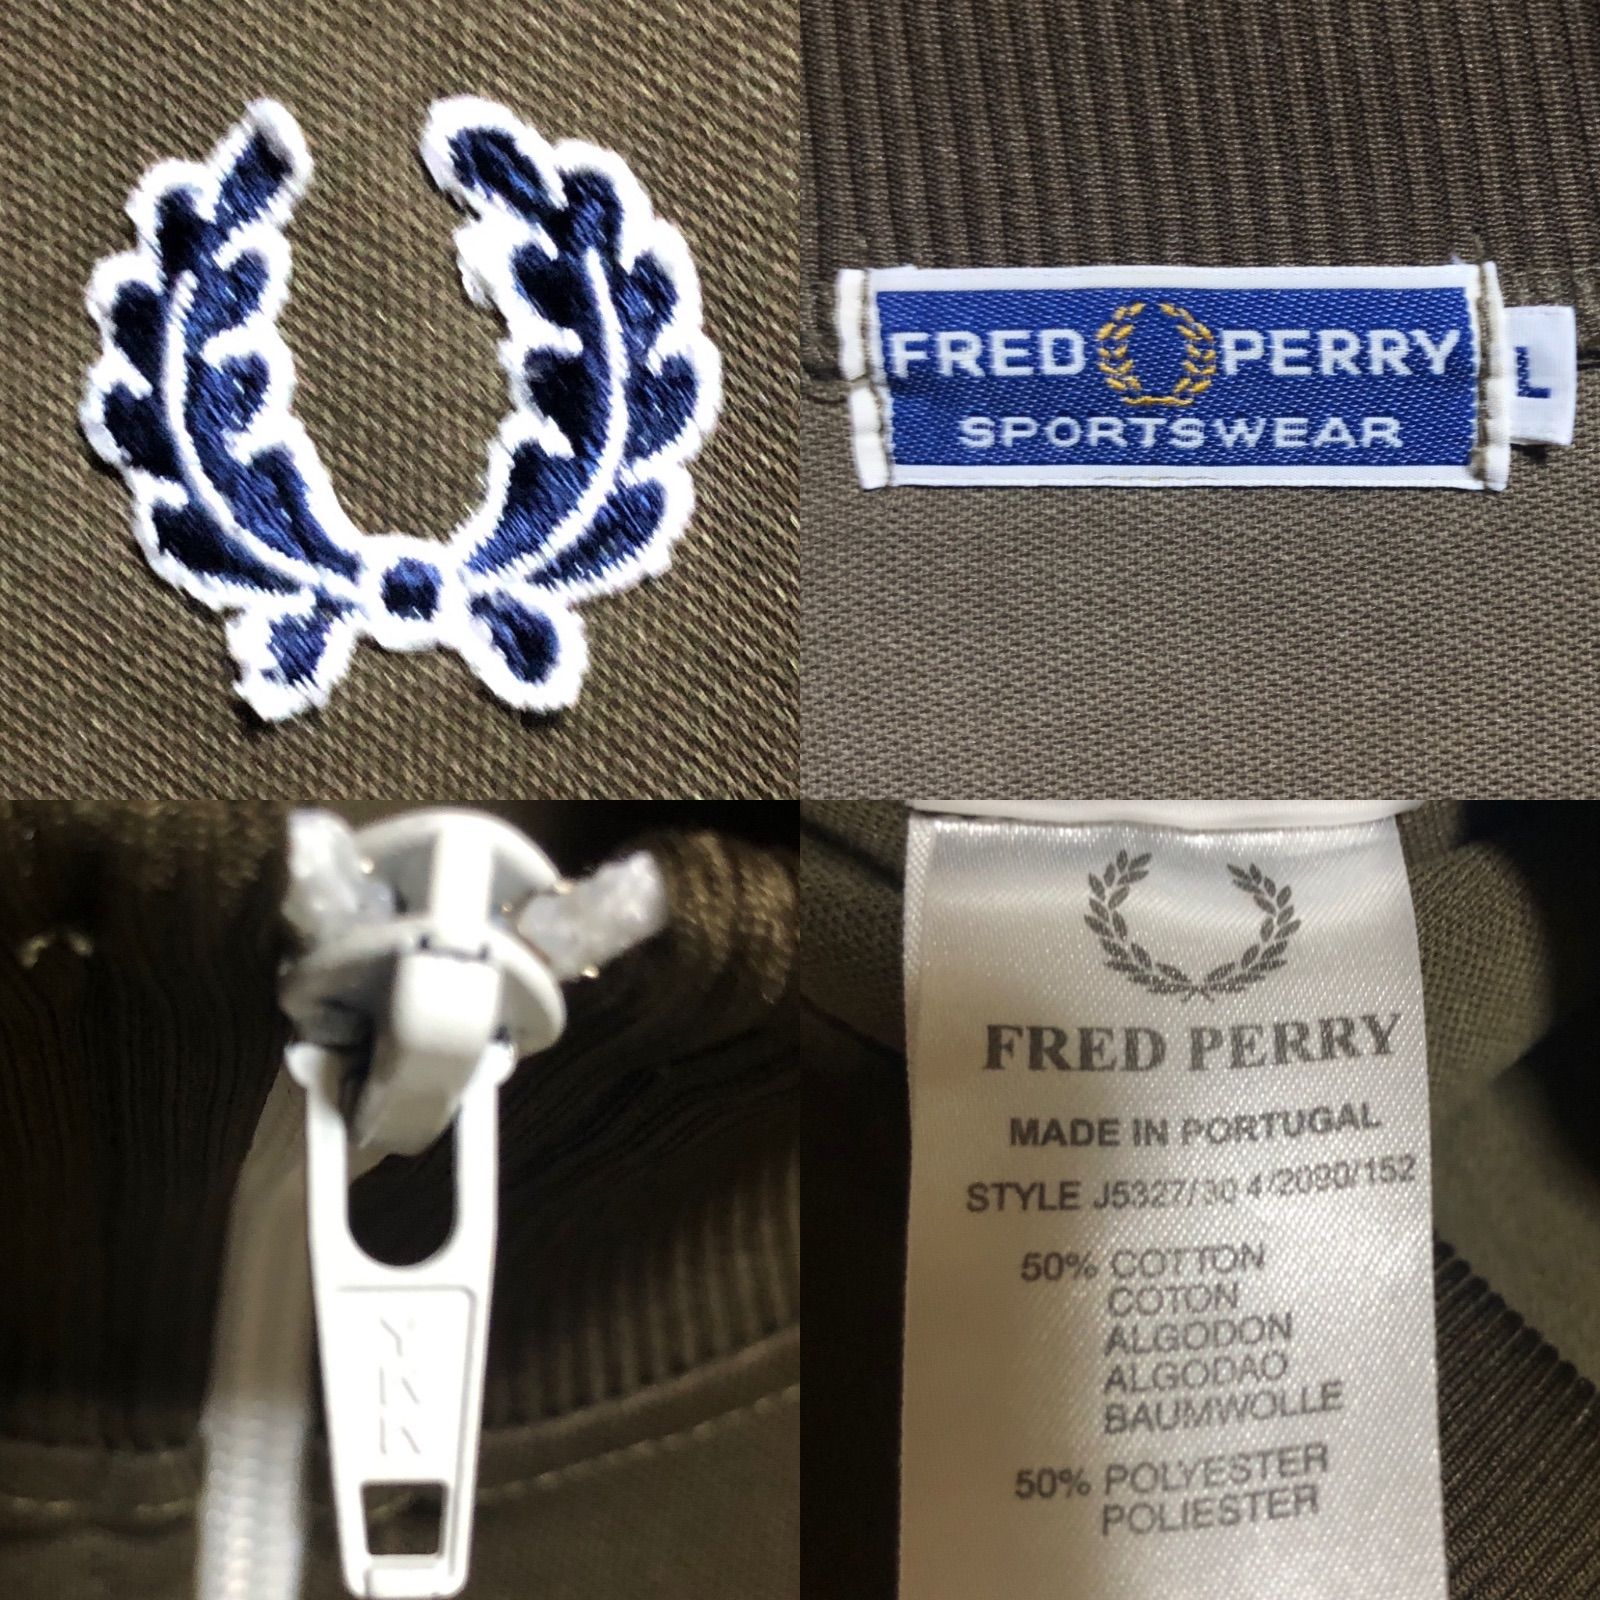 FRED PERRY
SPORTSWEAR
L
YKK
FRED PERRY
MADE IN PORTUGAL
STYLE J5327/30 4/2090/152
50% COTTON
COTON
ALGODON
ALGODAO
BAUMWOLLE
50% POLYESTER
POLIESTER